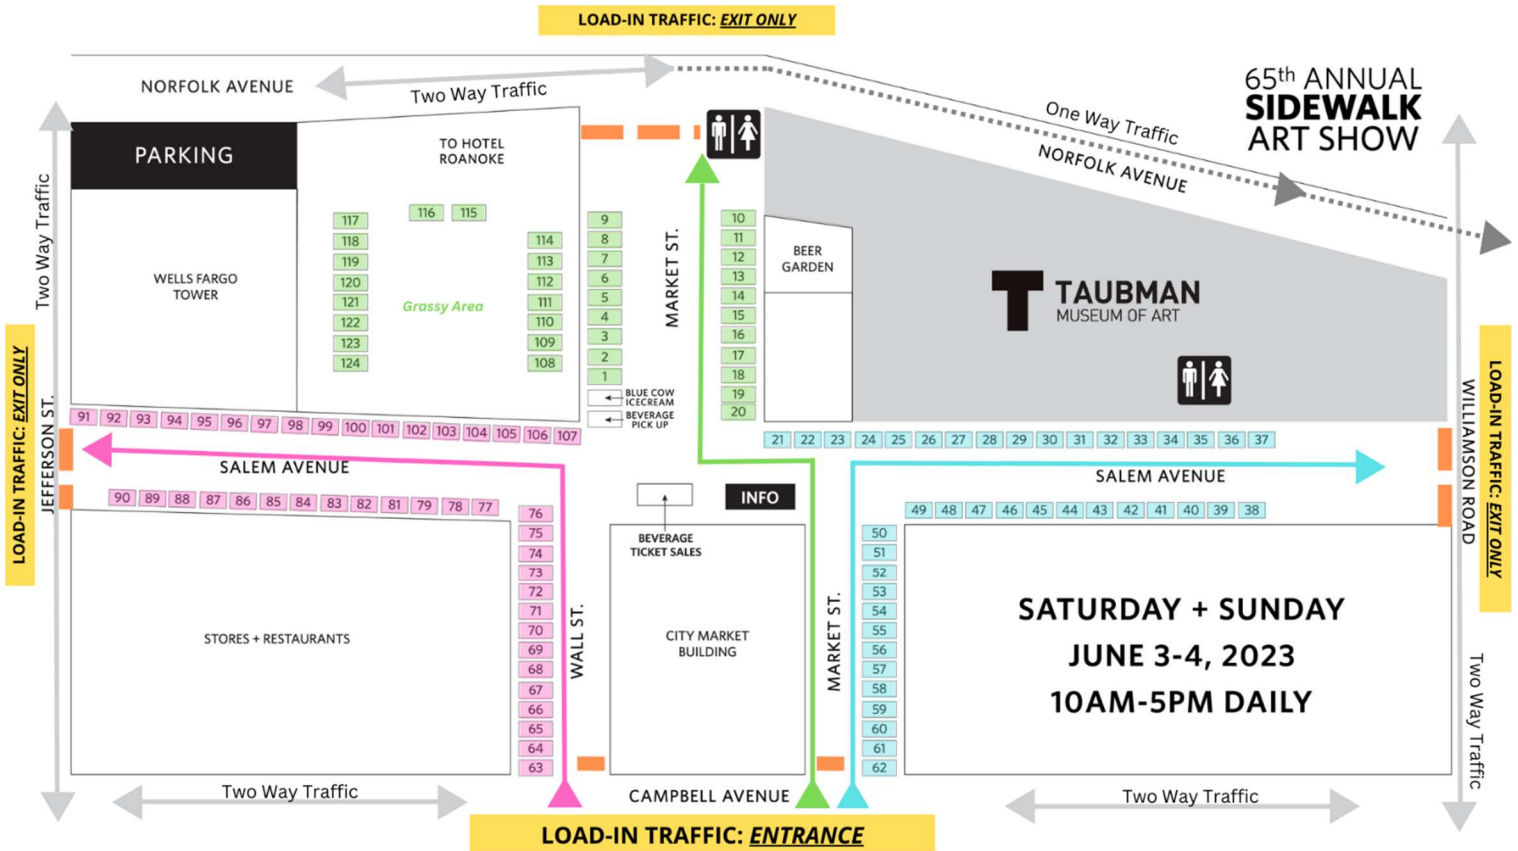 LOAD-IN TRAFFIC: EXIT ONLY
65th ANNUAL
SIDEWALK
ART SHOW
NORFOLK AVENUE
Two Way Traffic
One Way Traffic
NORFOLK AVENUE
PARKING
TO HOTEL
ROANOKE
Two Way Traffic
WELLS FARGO
TOWER
117
118
119
120
121
122
123
124
116 115
Grassy Area
114
113
112
111
110
109
108
9
8
7
6
5
4
3
2
1
BLUE COW
ICECREAM
BEVERAGE
PICK UP
MARKET ST.
10
11
12
13
14
15
16
17
18
19
20
BEER
GARDEN
TAUBMAN
MUSEUM OF ART
LOAD-IN TRAFFIC: EXIT ONLY
JEFFERSON ST.
91 92 93 94 95 96 97 98 99 100 101 102 103 104 105 106 107
SALEM AVENUE
90 89 88 87 86 85 84 83 82 81 79 78 77
21 22 23 24 25 26 27 28 29 30 31 32 33 34 35 36 37
SALEM AVENUE
49 48 47 46 45 44 43 42 41 40 39 38
WILLIAMSON ROAD
LOAD-IN TRAFFIC: EXIT ONLY
INFO
BEVERAGE
TICKET SALES
76
75
74
73
72
71
70
69
68
67
66
65
64
63
WALL ST.
STORES + RESTAURANTS
CITY MARKET
BUILDING
MARKET ST.
50
51
52
53
54
55
56
57
58
59
60
61
62
SATURDAY + SUNDAY
JUNE 3-4, 2023
10AM-5PM DAILY
Two Way Traffic
Two Way Traffic
CAMPBELL AVENUE
Two Way Traffic
LOAD-IN TRAFFIC: ENTRANCE